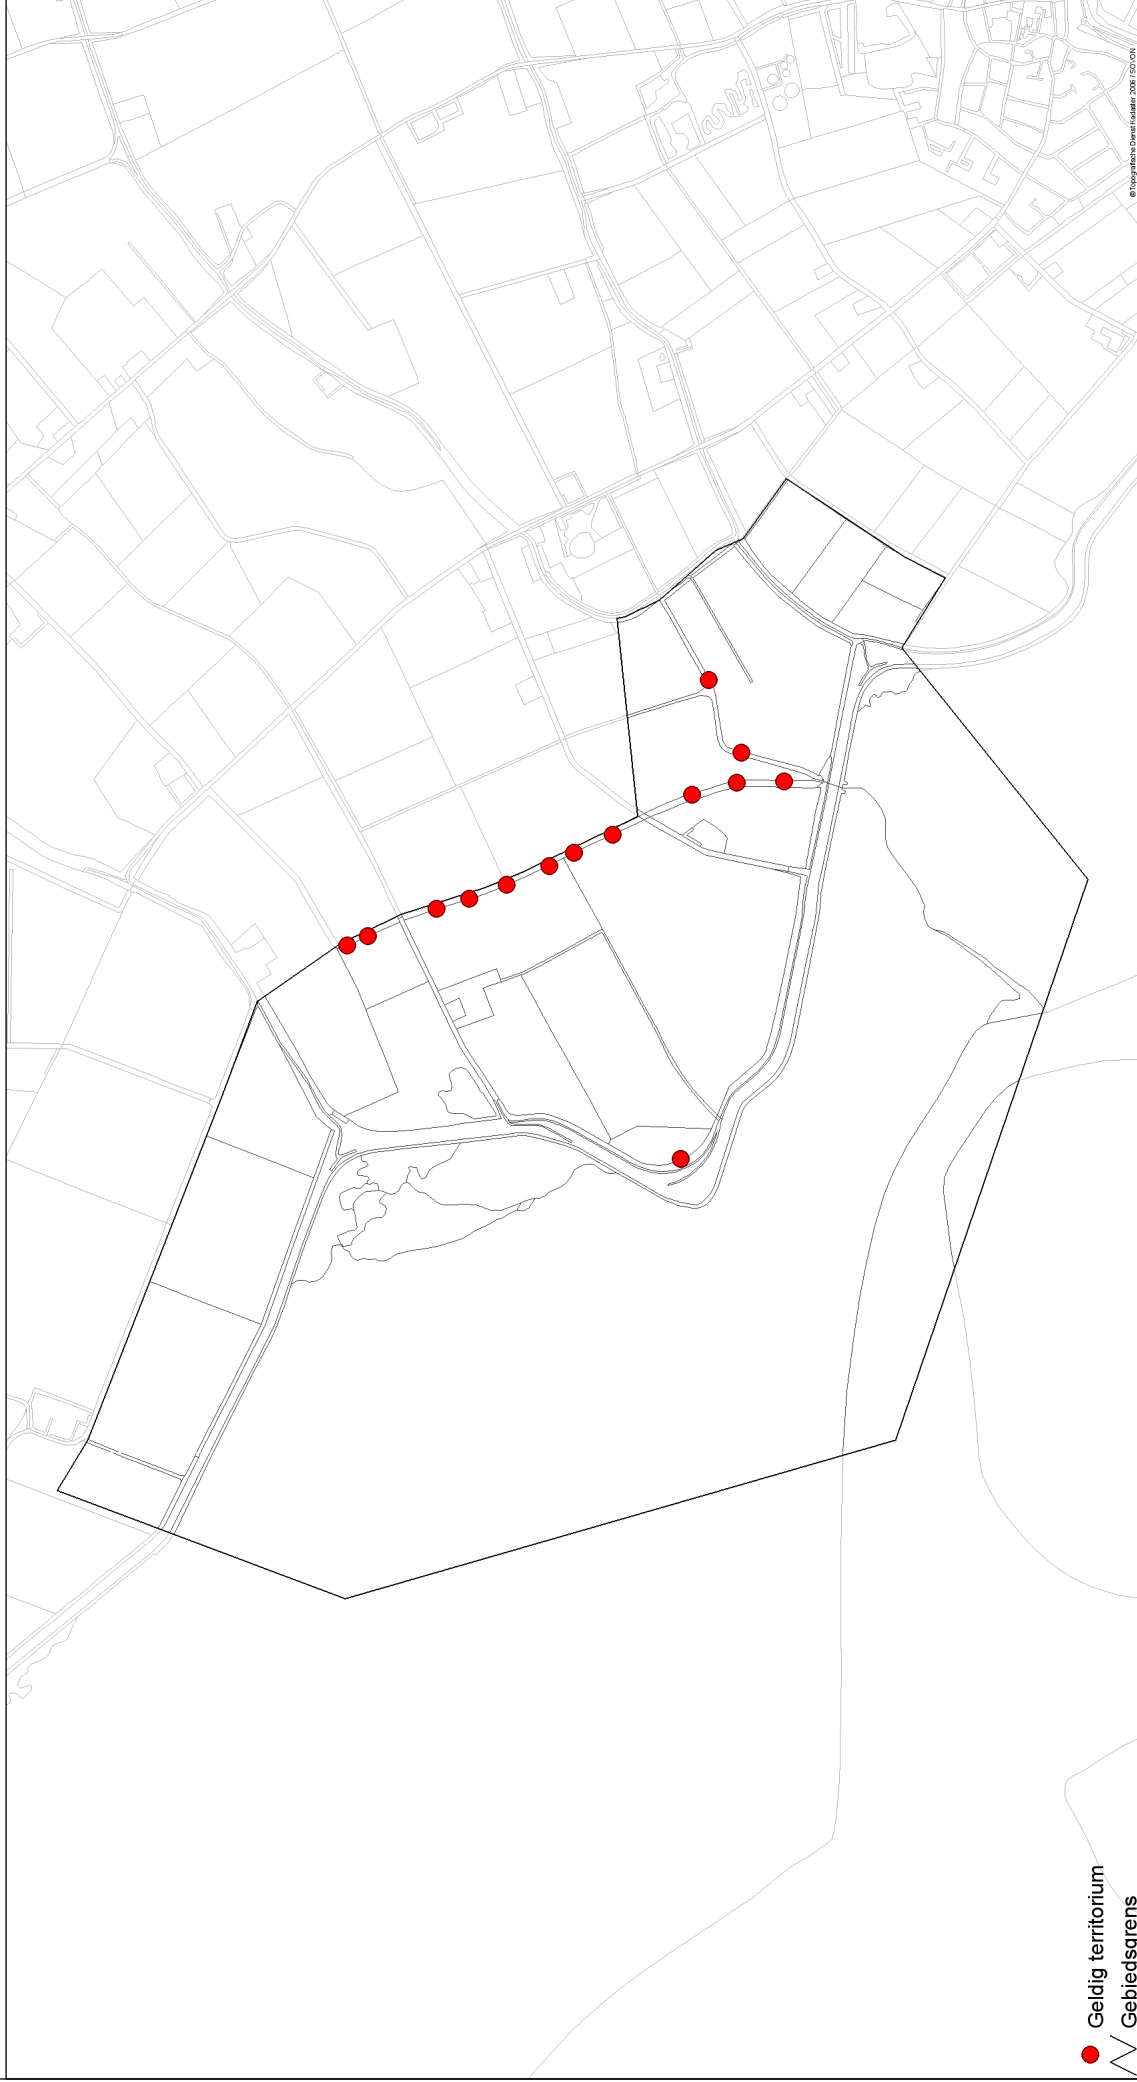 © Topografische Dienst Kadaster 2006 / SOVON
Geldig territorium
Gebiedsgrens